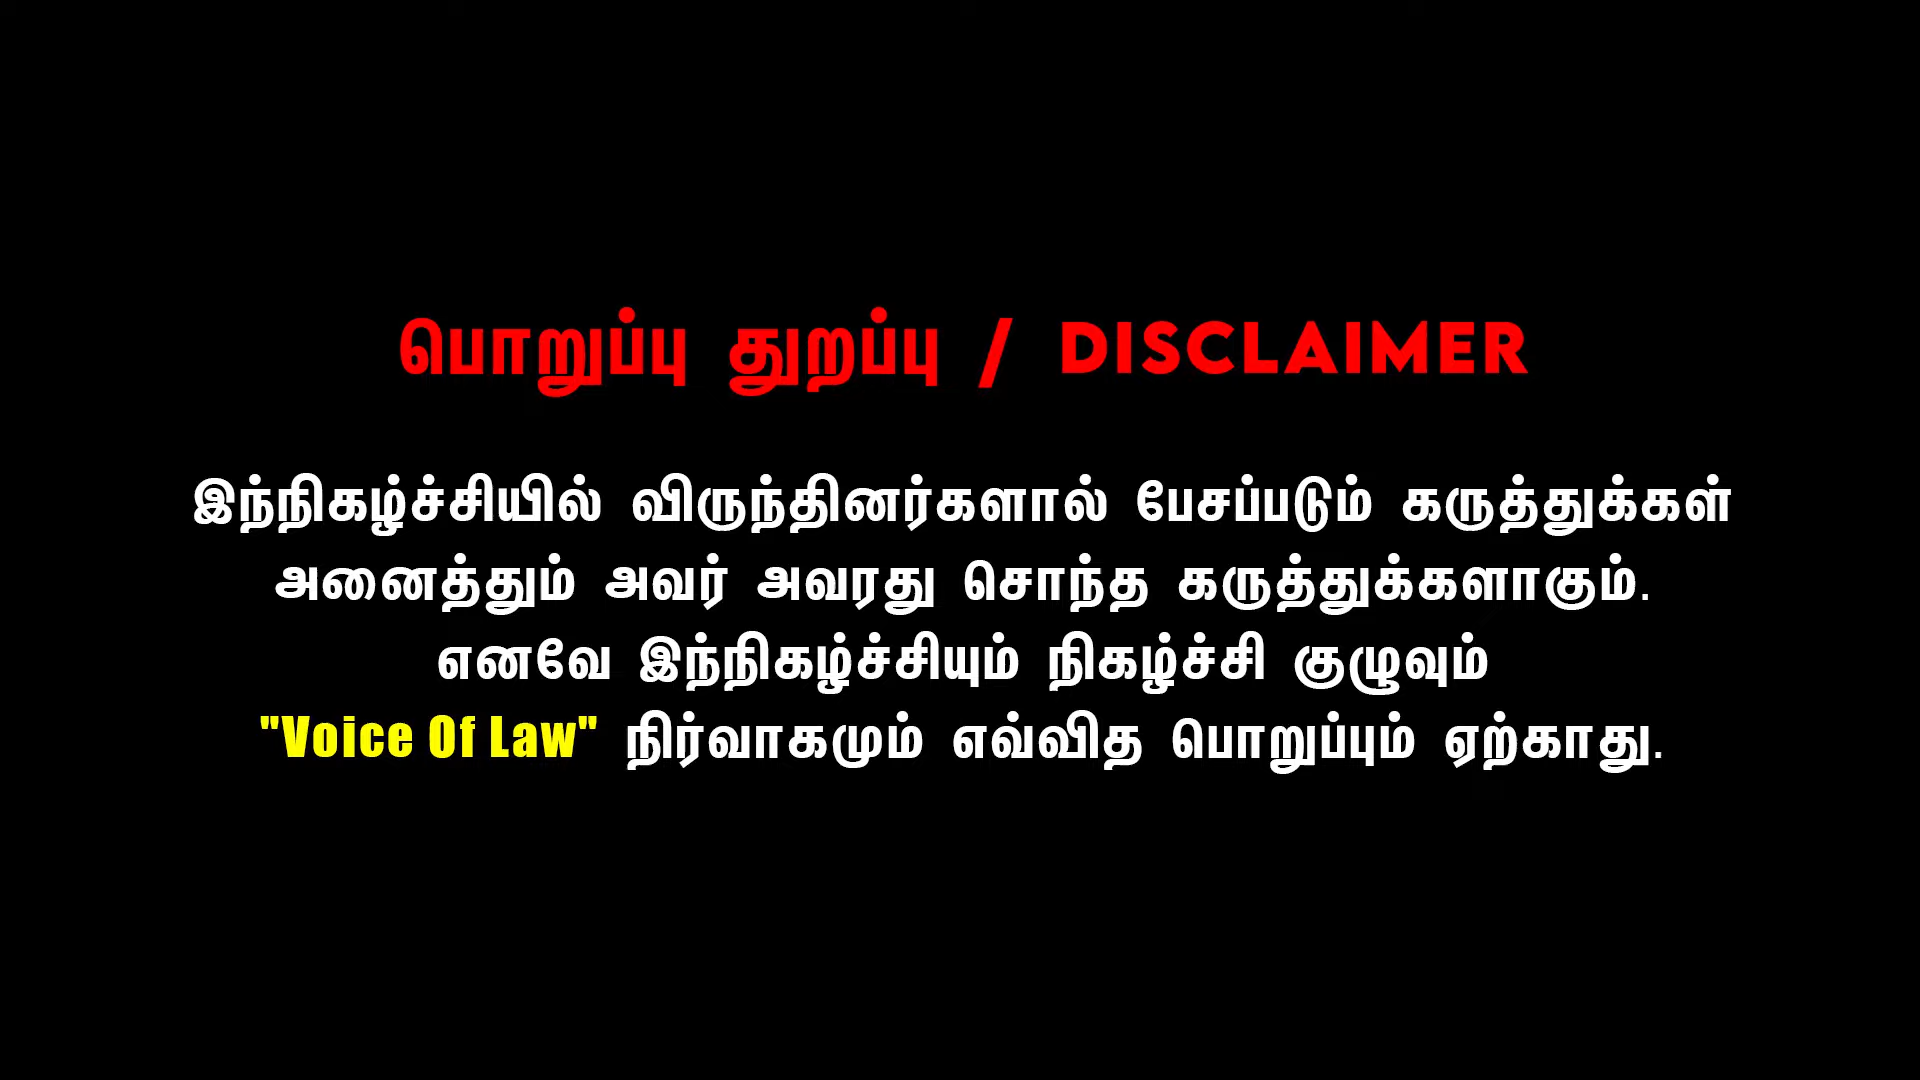 பொறுப்பு துறப்பு / DISCLAIMER
இந்நிகழ்ச்சியில் விருந்தினர்களால் பேசப்படும் கருத்துக்கள்
அனைத்தும் அவர் அவரது சொந்த கருத்துக்களாகும்.
எனவே இந்நிகழ்ச்சியும் நிகழ்ச்சி குழுவும்
"Voice Of Law" நிர்வாகமும் எவ்வித பொறுப்பும் ஏற்காது.